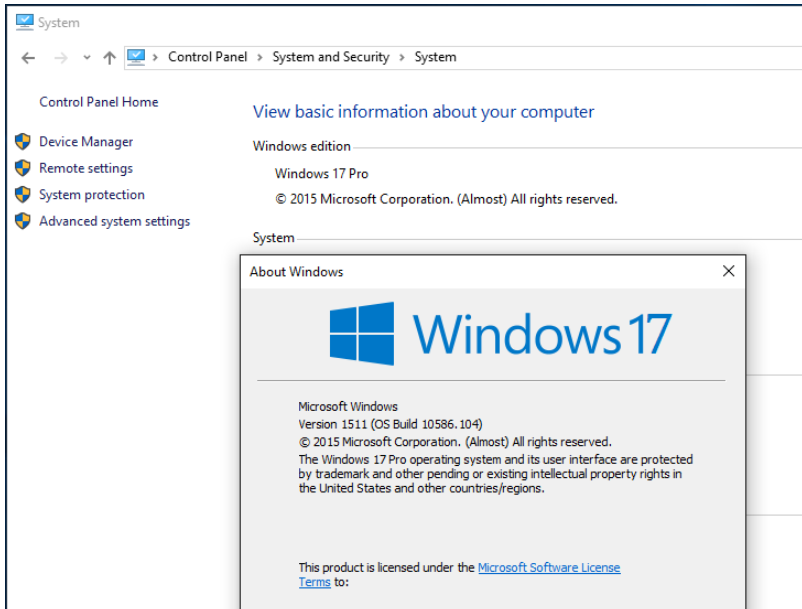 System
Control Panel > System and Security > System
Control Panel Home
Device Manager
Remote settings
System protection
Advanced system settings
View basic information about your computer
Windows edition
Windows 17 Pro
© 2015 Microsoft Corporation. (Almost) All rights reserved.
System
About Windows
Windows 17
Microsoft Windows
Version 1511 (OS Build 10586.104)
© 2015 Microsoft Corporation. (Almost) All rights reserved.
The Windows 17 Pro operating system and its user interface are protected
by trademark and other pending or existing intellectual property rights in
the United States and other countries/regions.
This product is licensed under the Microsoft Software License
Terms to: